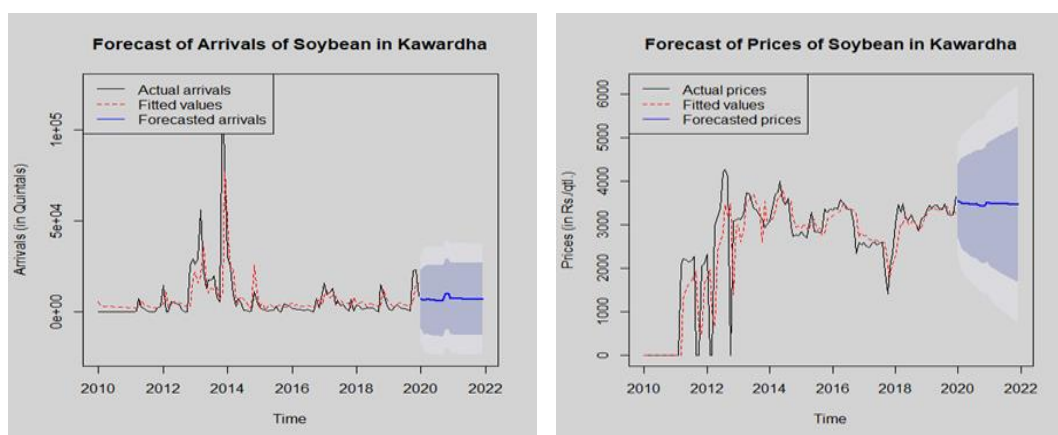 Forecast of Arrivals of Soybean in Kawardha
Actual arrivals
Fitted values
Forecasted arrivals
Arrivals (in Quintals)
1e+05
5e+04
0e+00
2010 2012 2014 2016 2018 2020 2022
Time
Forecast of Prices of Soybean in Kawardha
Actual prices
Fitted values
Forecasted prices
Prices (in Rs./qtl.)
6000
5000
4000
3000
2000
1000
0
2010 2012 2014 2016 2018 2020 2022
Time